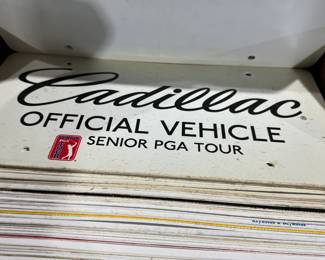 Cadillac®
OFFICIAL VEHICLE
SENIOR PGA TOUR